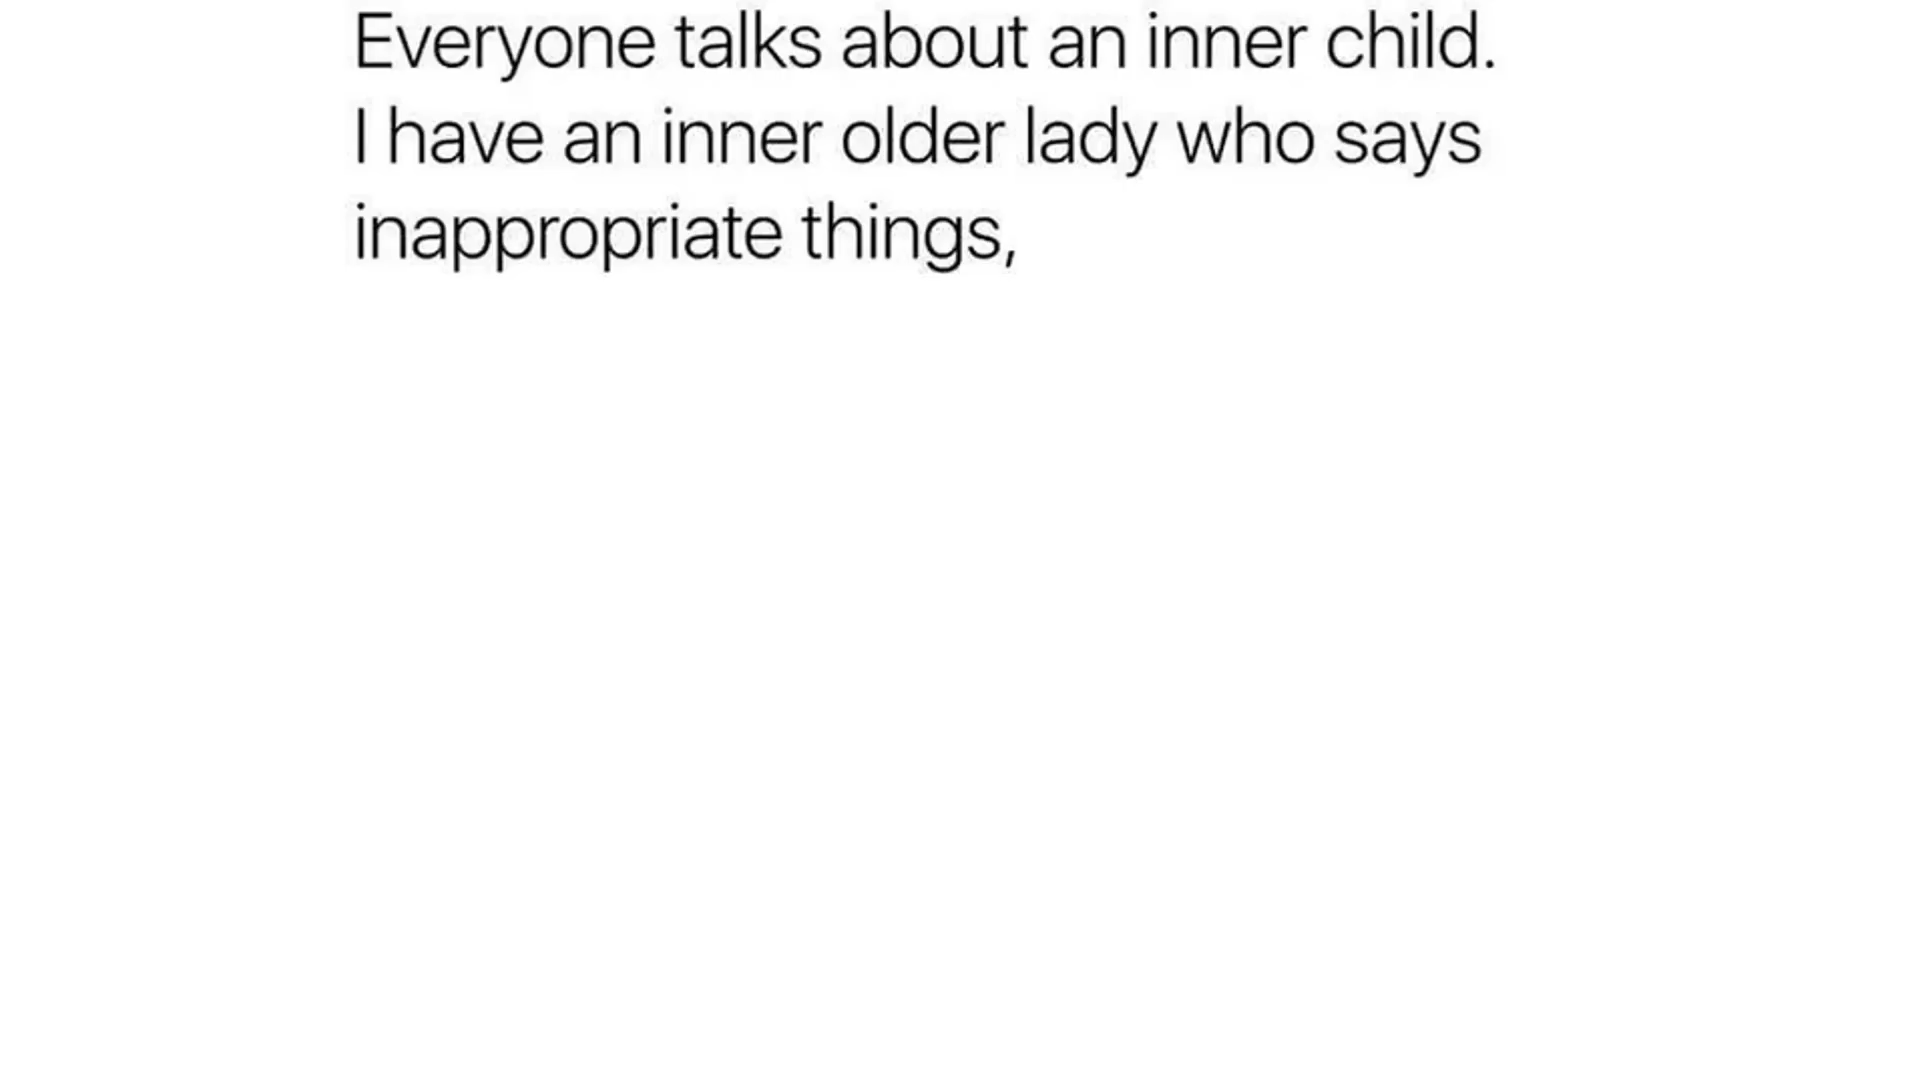 Everyone talks about an inner child.
I have an inner older lady who says
inappropriate things,